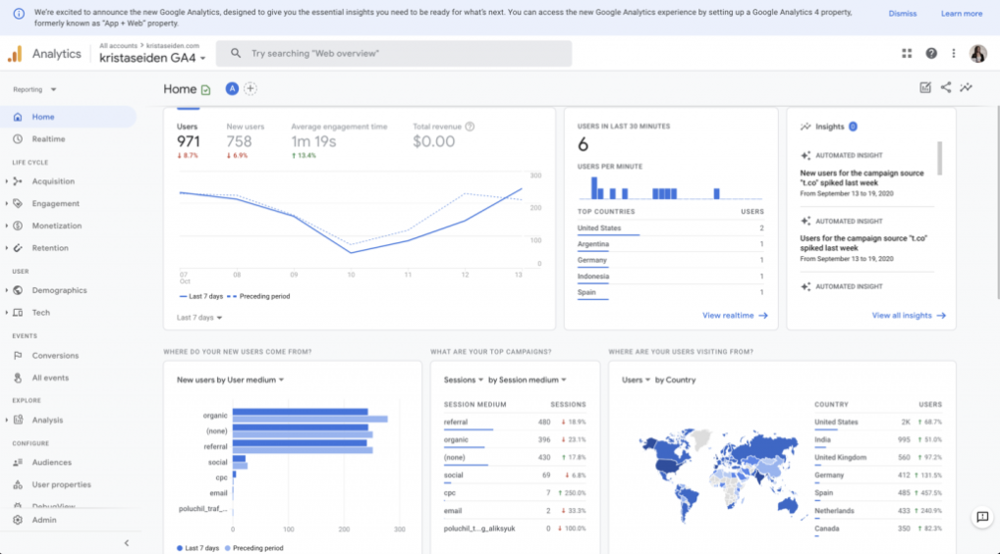 We're excited to announce the new Google Analytics, designed to give you the essential insights you need to be ready for what's next. You can access the new Google Analytics experience by setting up a Google Analytics 4 property,
formerly known as "App + Web" property.
Dismiss
Learn more
Analytics
All accounts > kristaseiden.com
kristaseiden GA4
Try searching "Web overview"
Reporting
Home
Realtime
LIFE CYCLE
Acquisition
Engagement
Monetization
Retention
USER
Demographics
Tech
EVENTS
Conversions
All events
EXPLORE
Analysis
CONFIGURE
Audiences
User properties
DebugView
Admin
Home
A
Users
971
8.7%
New users
758
6.9%
Average engagement time
1m 19s
13.4%
Total revenue
$0.00
300
200
100
0
07
Oct
08
09
10
11
12
13
Last 7 days
Preceding period
Last 7 days
USERS IN LAST 30 MINUTES
6
USERS PER MINUTE
TOP COUNTRIES USERS
United States 2
Argentina 1
Germany 1
Indonesia 1
Spain 1
View realtime
Insights
AUTOMATED INSIGHT
New users for the campaign source
"t.co" spiked last week
From September 13 to 19, 2020
AUTOMATED INSIGHT
Users for the campaign source "t.co"
spiked last week
From September 13 to 19, 2020
AUTOMATED INSIGHT
View all insights
WHERE DO YOUR NEW USERS COME FROM?
New users by User medium
organic
(none)
referral
social
cpc
email
poluchil_traf_...
0
100
200
300
Last 7 days
Preceding period
WHAT ARE YOUR TOP CAMPAIGNS?
Sessions by Session medium
SESSION MEDIUM SESSIONS
referral 480 18.9%
organic 396 23.1%
(none) 430 17.8%
social 69 6.8%
cpc 7 250.0%
email 2 33.3%
poluchil_t...g_aliksyuk 0 100.0%
WHERE ARE YOUR USERS VISITING FROM?
Users by Country
COUNTRY USERS
United States 2K 68.7%
India 995 51.0%
United Kingdom 560 97.2%
Germany 412 131.5%
Spain 485 457.5%
Netherlands 433 240.9%
Canada 350 82.3%